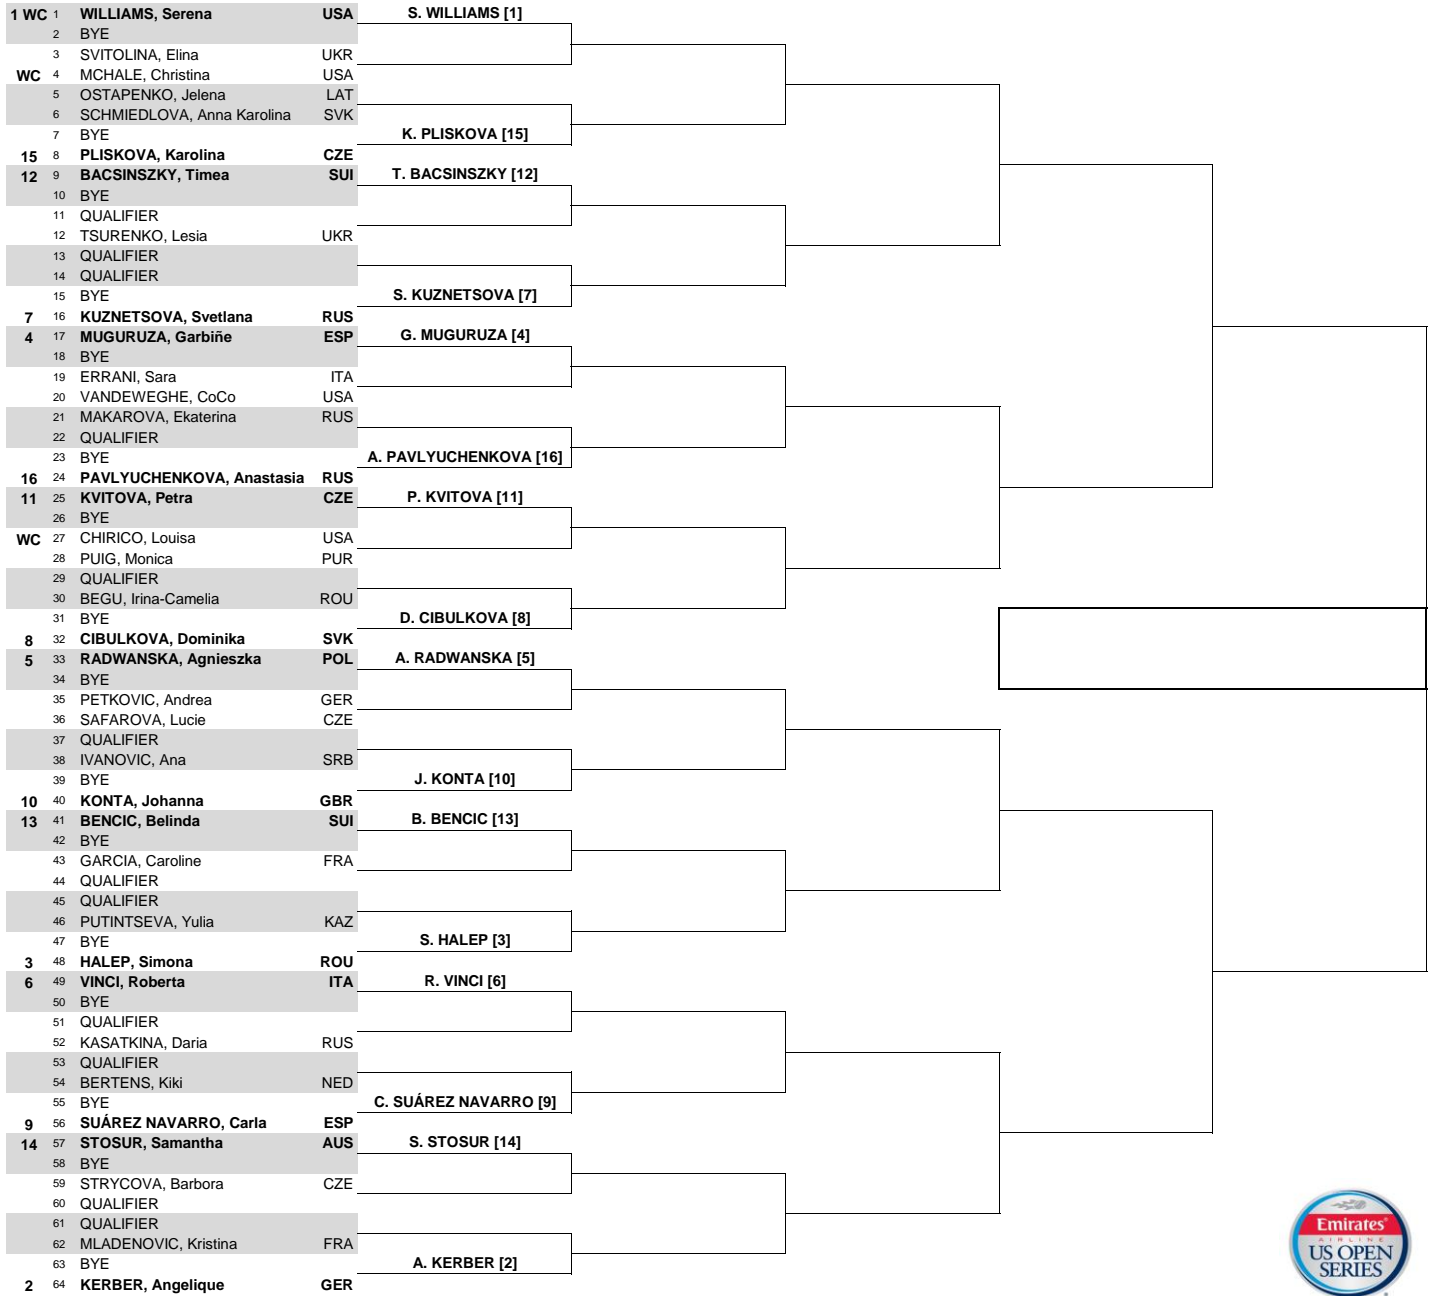 1 WC 1 WILLIAMS, Serena USA S. WILLIAMS [1]
2 BYE
3 SVITOLINA, Elina UKR
WC 4 MCHALE, Christina USA
5 OSTAPENKO, Jelena LAT
6 SCHMIEDLOVA, Anna Karolina SVK
7 BYE K. PLISKOVA [15]
15 8 PLISKOVA, Karolina CZE
12 9 BACSINSZKY, Timea SUI T. BACSINSZKY [12]
10 BYE
11 QUALIFIER
12 TSURENKO, Lesia UKR
13 QUALIFIER
14 QUALIFIER
15 BYE S. KUZNETSOVA [7]
7 16 KUZNETSOVA, Svetlana RUS
4 17 MUGURUZA, Garbiñe ESP G. MUGURUZA [4]
18 BYE
19 ERRANI, Sara ITA
20 VANDEWEGHE, CoCo USA
21 MAKAROVA, Ekaterina RUS
22 QUALIFIER
23 BYE A. PAVLYUCHENKOVA [16]
16 24 PAVLYUCHENKOVA, Anastasia RUS
11 25 KVITOVA, Petra CZE P. KVITOVA [11]
26 BYE
WC 27 CHIRICO, Louisa USA
28 PUIG, Monica PUR
29 QUALIFIER
30 BEGU, Irina-Camelia ROU
31 BYE D. CIBULKOVA [8]
8 32 CIBULKOVA, Dominika SVK
5 33 RADWANSKA, Agnieszka POL A. RADWANSKA [5]
34 BYE
35 PETKOVIC, Andrea GER
36 SAFAROVA, Lucie CZE
37 QUALIFIER
38 IVANOVIC, Ana SRB
39 BYE J. KONTA [10]
10 40 KONTA, Johanna GBR
13 41 BENCIC, Belinda SUI B. BENCIC [13]
42 BYE
43 GARCIA, Caroline FRA
44 QUALIFIER
45 QUALIFIER
46 PUTINTSEVA, Yulia KAZ
47 BYE S. HALEP [3]
3 48 HALEP, Simona ROU
6 49 VINCI, Roberta ITA R. VINCI [6]
50 BYE
51 QUALIFIER
52 KASATKINA, Daria RUS
53 QUALIFIER
54 BERTENS, Kiki NED
55 BYE C. SUÁREZ NAVARRO [9]
9 56 SUÁREZ NAVARRO, Carla ESP
14 57 STOSUR, Samantha AUS S. STOSUR [14]
58 BYE
59 STRYCOVA, Barbora CZE
60 QUALIFIER
61 QUALIFIER
62 MLADENOVIC, Kristina FRA
63 BYE A. KERBER [2]
2 64 KERBER, Angelique GER
Emirates
AIRLINE
US OPEN
SERIES